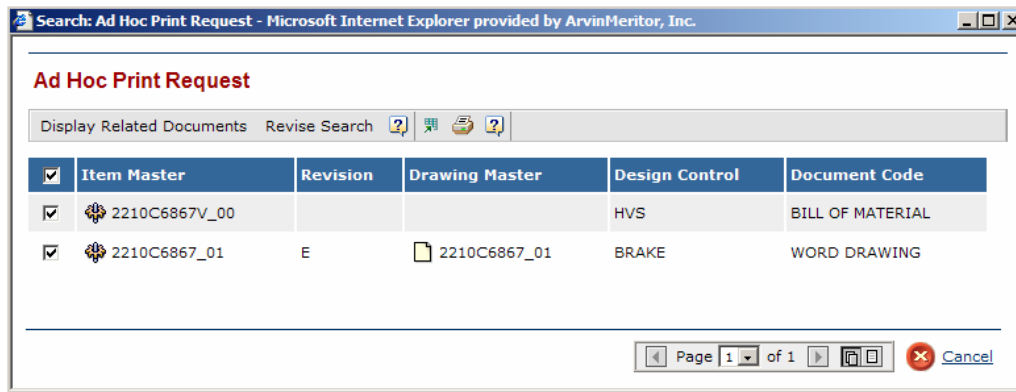 Search: Ad Hoc Print Request - Microsoft Internet Explorer provided by ArvinMeritor, Inc.
Ad Hoc Print Request
Display Related Documents Revise Search
Item Master Revision Drawing Master Design Control Document Code
2210C6867V_00 HVS BILL OF MATERIAL
2210C6867_01 E 2210C6867_01 BRAKE WORD DRAWING
Page 1 of 1 Cancel